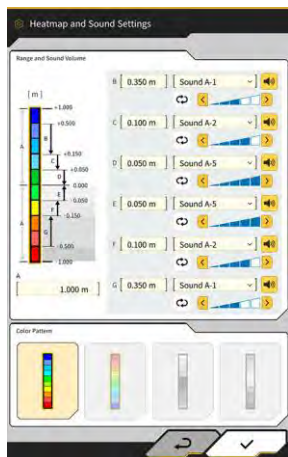 Heatmap and Sound Settings
Range and Sound Volume
[m]
+1.000
+0.500
+0.150
+0.050
0.000
-0.050
-0.150
-0.500
-1.000
A
A
B
C
D
E
F
G
A
1.000 m
B 0.350 m Sound A-1
C 0.100 m Sound A-2
D 0.050 m Sound A-5
E 0.050 m Sound A-5
F 0.100 m Sound A-2
G 0.350 m Sound A-1
Color Pattern